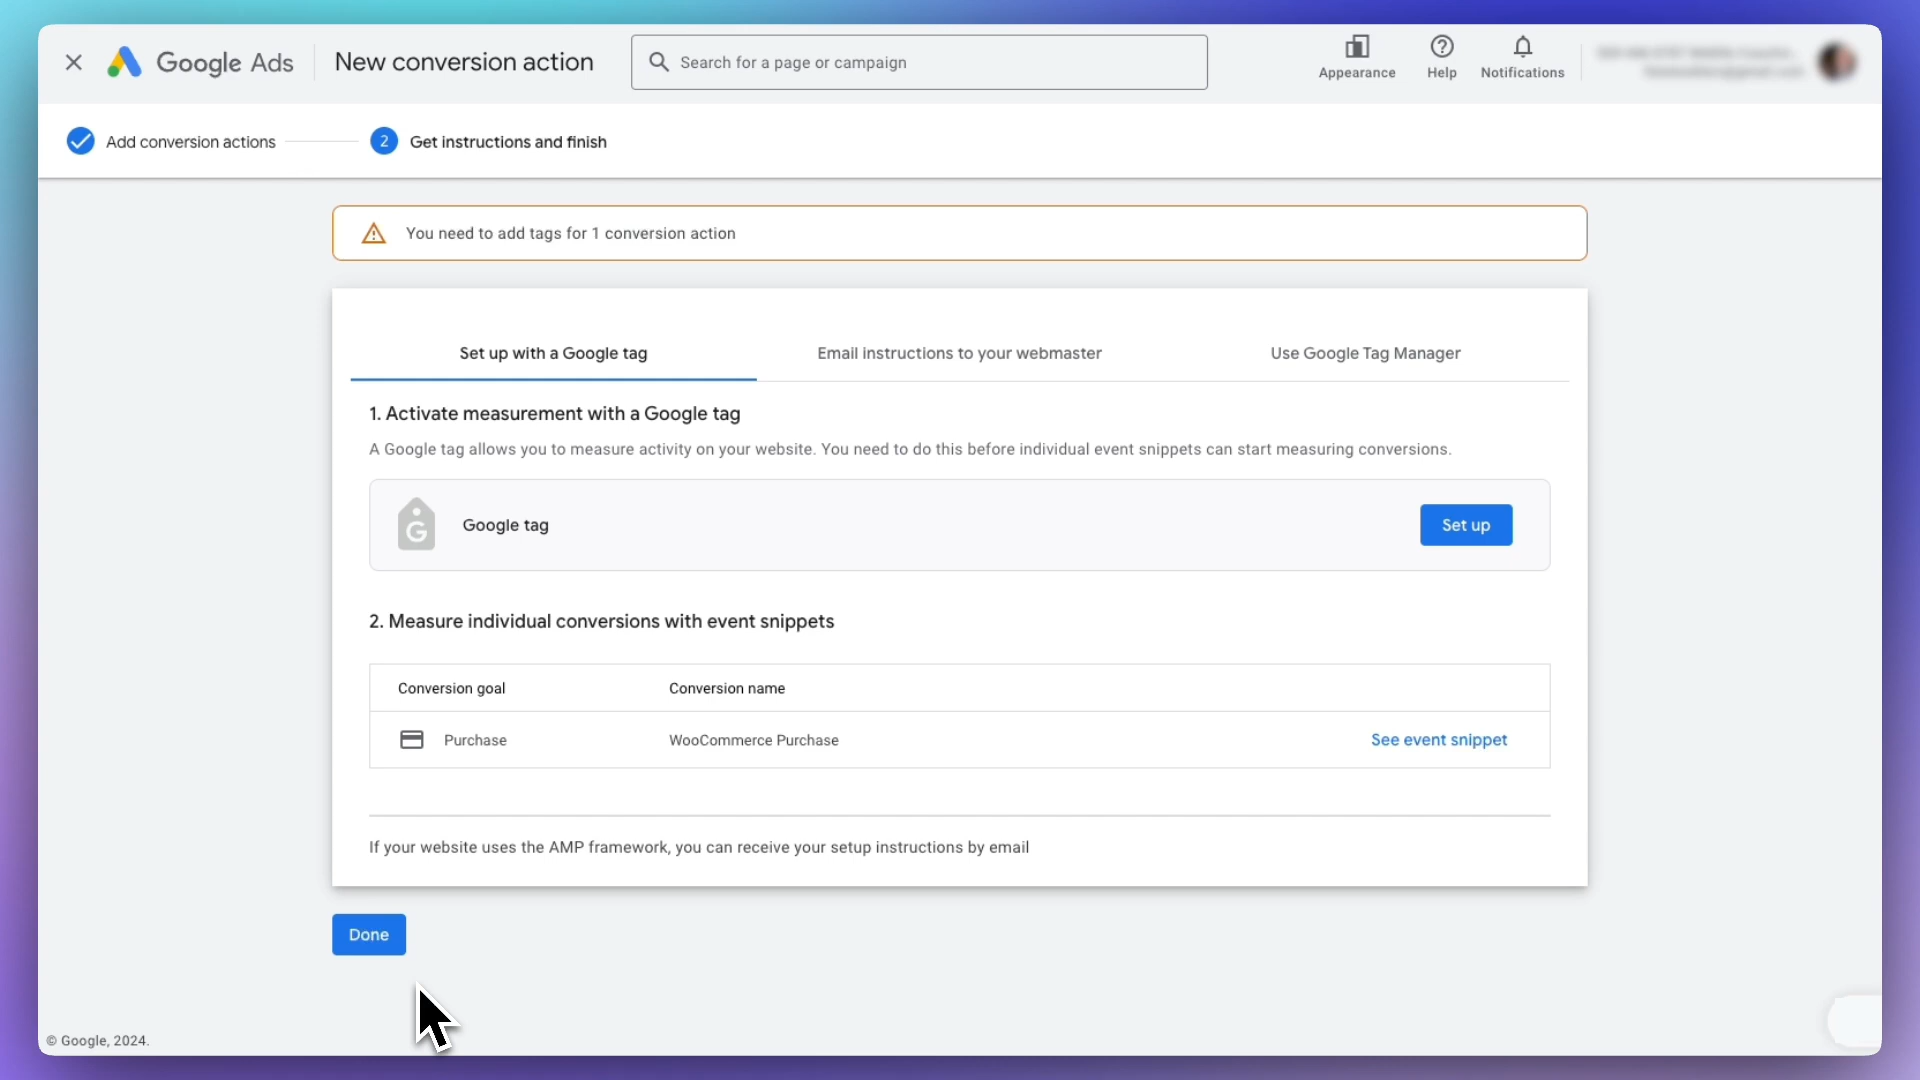 Google Ads
New conversion action
Search for a page or campaign
Appearance
Help
Notifications
Add conversion actions
2
Get instructions and finish
You need to add tags for 1 conversion action
Set up with a Google tag
Email instructions to your webmaster
Use Google Tag Manager
1. Activate measurement with a Google tag
A Google tag allows you to measure activity on your website. You need to do this before individual event snippets can start measuring conversions.
G
Google tag
Set up
2. Measure individual conversions with event snippets
Conversion goal
Conversion name
Purchase
WooCommerce Purchase
See event snippet
If your website uses the AMP framework, you can receive your setup instructions by email
Done
© Google, 2024.